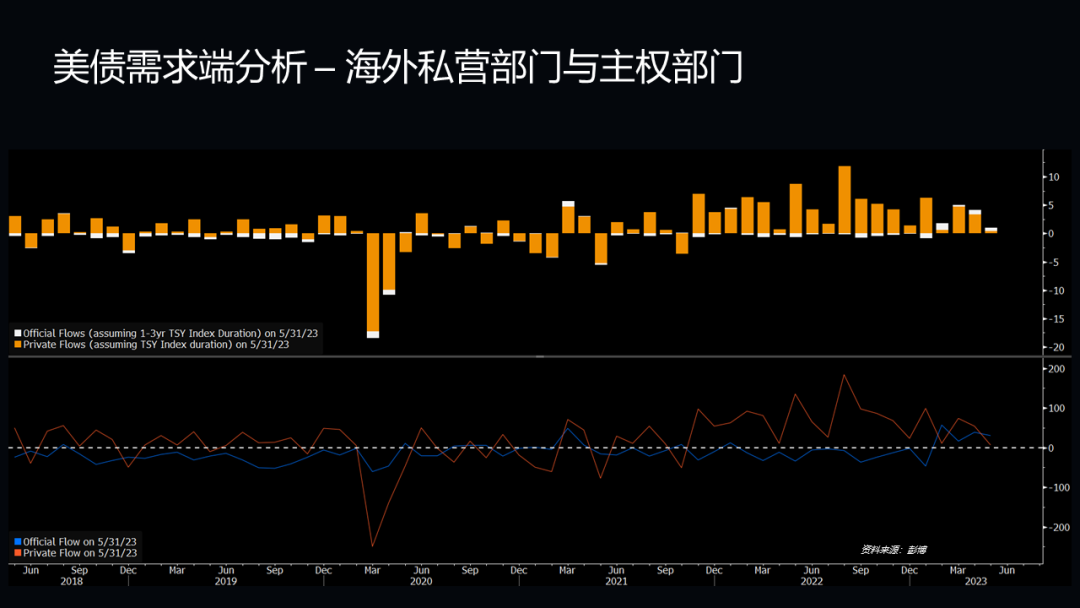 美债需求端分析 – 海外私营部门与主权部门
10
5
0
-5
-10
-15
-20
Official Flows (assuming 1-3yr TSY Index Duration) on 5/31/23
Private Flows (assuming TSY Index duration) on 5/31/23
200
100
0
-100
-200
Official Flow on 5/31/23
Private Flow on 5/31/23
资料来源：彭博
Jun Sep Dec Mar Jun Sep Dec Mar Jun Sep Dec Mar Jun Sep Dec Mar Jun Sep Dec Mar Jun
2018 2019 2020 2021 2022 2023